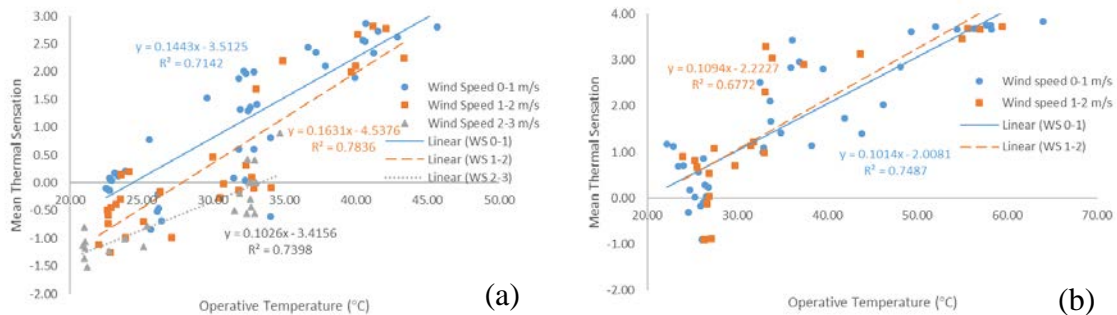 3.00
2.50
2.00
1.50
1.00
0.50
0.00
-0.50
-1.00
-1.50
-2.00
Mean Thermal Sensation
20.00 25.00 30.00 35.00 40.00 45.00 50.00
Operative Temperature (°C)
y = 0.1443x - 3.5125
R² = 0.7142
y = 0.1631x - 4.5376
R² = 0.7836
y = 0.1026x - 3.4156
R² = 0.7398
Wind Speed 0-1 m/s
Wind Speed 1-2 m/s
Wind Speed 2-3 m/s
Linear (WS 0-1)
Linear (WS 1-2)
Linear (WS 2-3)
(a)
4.00
3.00
2.00
1.00
0.00
-1.00
-2.00
Mean Thermal Sensation
20.00 30.00 40.00 50.00 60.00 70.00
Operative Temperature (°C)
y = 0.1094x - 2.2227
R² = 0.6772
y = 0.1014x - 2.0081
R² = 0.7487
Wind Speed 0-1 m/s
Wind Speed 1-2 m/s
Linear (WS 0-1)
Linear (WS 1-2)
(b)